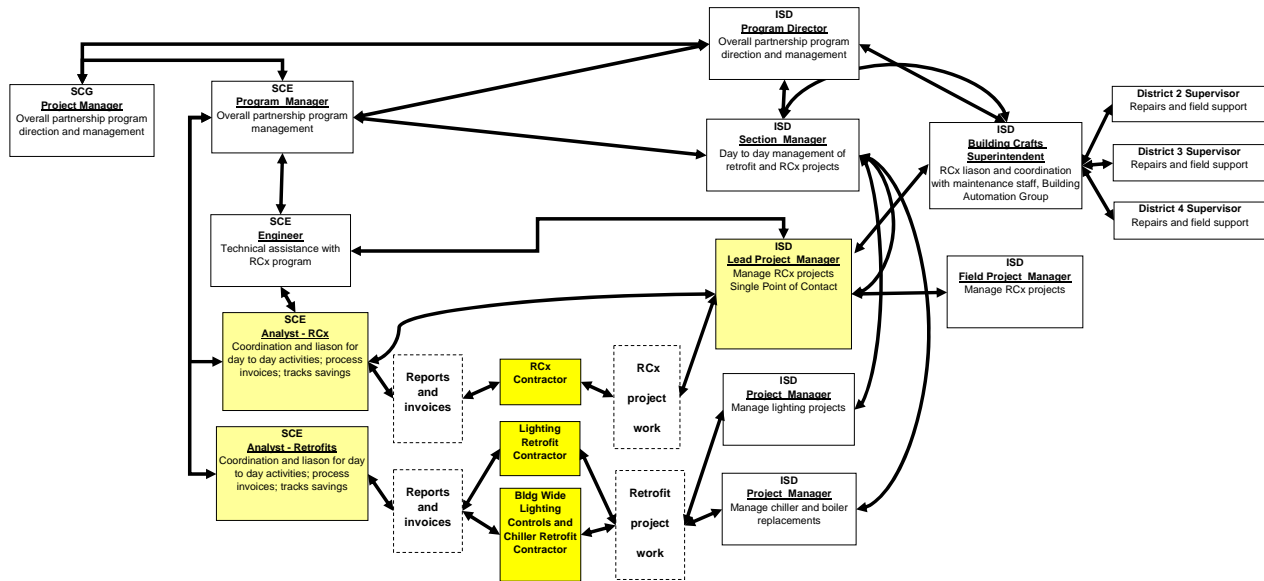 ISD
Program Director
Overall partnership program
direction and management
SCG
Project Manager
Overall partnership program
direction and management
SCE
Program Manager
Overall partnership program
management
ISD
Section Manager
Day to day management of
retrofit and RCx projects
ISD
Building Crafts
Superintendent
RCx liason and coordination
with maintenance staff, Building
Automation Group
District 2 Supervisor
Repairs and field support
District 3 Supervisor
Repairs and field support
District 4 Supervisor
Repairs and field support
SCE
Engineer
Technical assistance with
RCx program
ISD
Lead Project Manager
Manage RCx projects
Single Point of Contact
ISD
Field Project Manager
Manage RCx projects
SCE
Analyst - RCx
Coordination and liason for
day to day activities; process
invoices; tracks savings
Reports
and
invoices
RCx
Contractor
RCx
project
work
ISD
Project Manager
Manage lighting projects
SCE
Analyst - Retrofits
Coordination and liason for day
to day activities; process
invoices; tracks savings
Reports
and
invoices
Lighting
Retrofit
Contractor
Bldg Wide
Lighting
Controls and
Chiller Retrofit
Contractor
Retrofit
project
work
ISD
Project Manager
Manage chiller and boiler
replacements